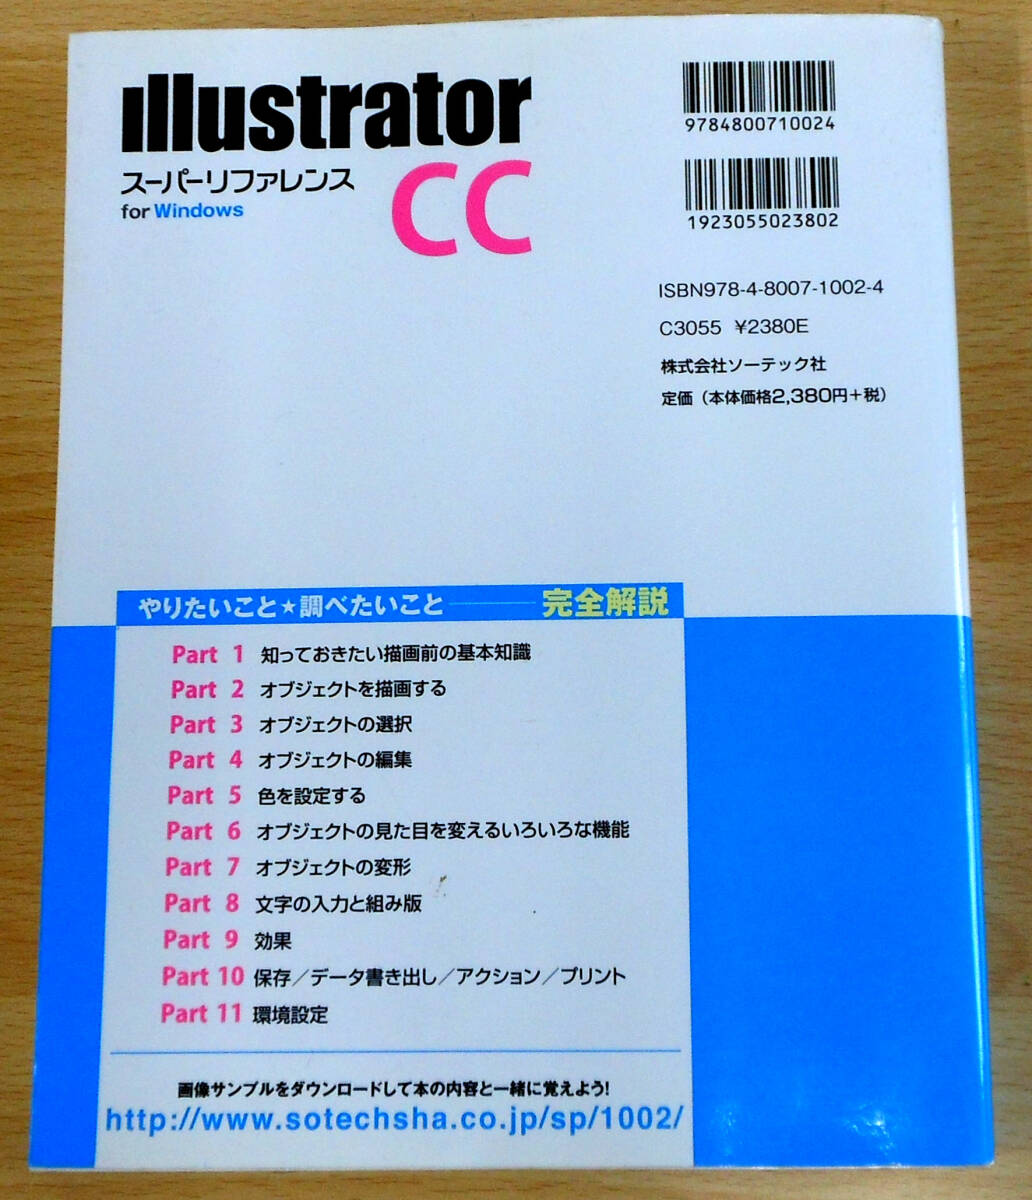 Illustrator
スーパーリファレンス
for Windows
CC
9784800710024
1923055023802
ISBN978-4-8007-1002-4
C3055 ¥2380E
株式会社ソーテック社
定価（本体価格2,380円＋税）
やりたいこと★調べたいこと――完全解説
Part 1 知っておきたい描画前の基本知識
Part 2 オブジェクトを描画する
Part 3 オブジェクトの選択
Part 4 オブジェクトの編集
Part 5 色を設定する
Part 6 オブジェクトの見た目を変えるいろいろな機能
Part 7 オブジェクトの変形
Part 8 文字の入力と組み版
Part 9 効果
Part 10 保存／データ書き出し／アクション／プリント
Part 11 環境設定
画像サンプルをダウンロードして本の内容と一緒に覚えよう!
http://www.sotechsha.co.jp/sp/1002/